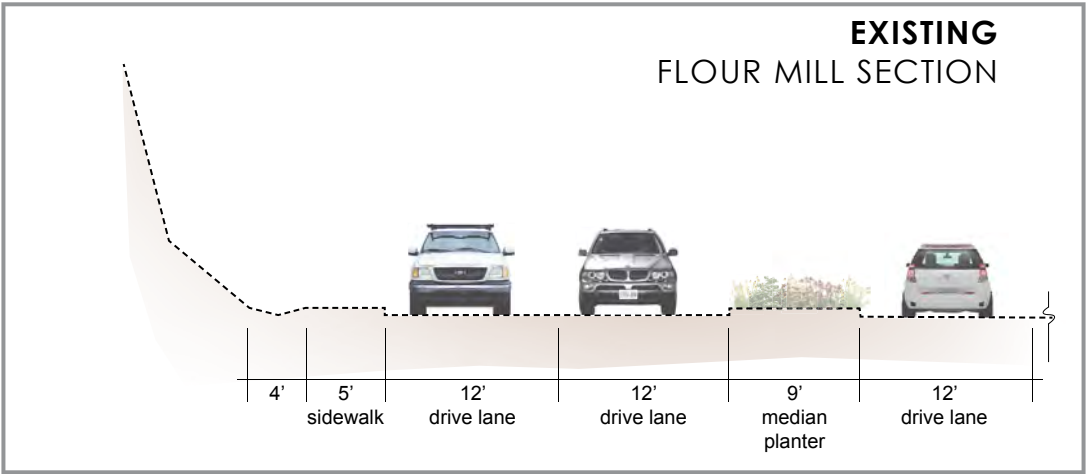 EXISTING
FLOUR MILL SECTION
4’ 5’ 12’ 12’ 9’ 12’
sidewalk drive lane drive lane median drive lane
planter